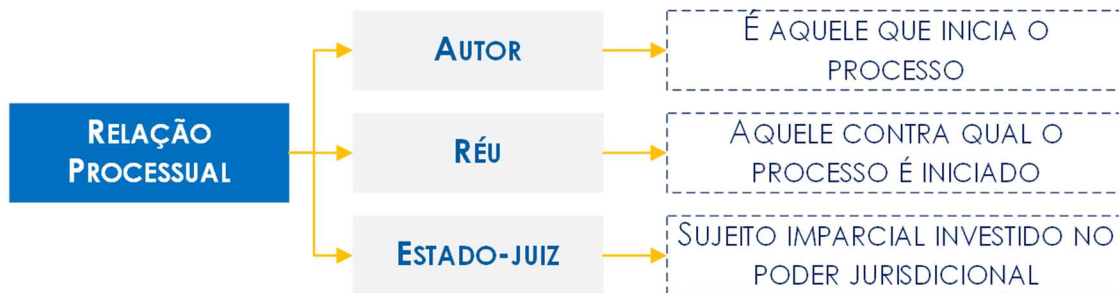 RELAÇÃO
PROCESSUAL
AUTOR
É AQUELE QUE INICIA O
PROCESSO
RÉU
AQUELE CONTRA QUAL O
PROCESSO É INICIADO
ESTADO-JUIZ
SUJEITO IMPARCIAL INVESTIDO NO
PODER JURISDICIONAL